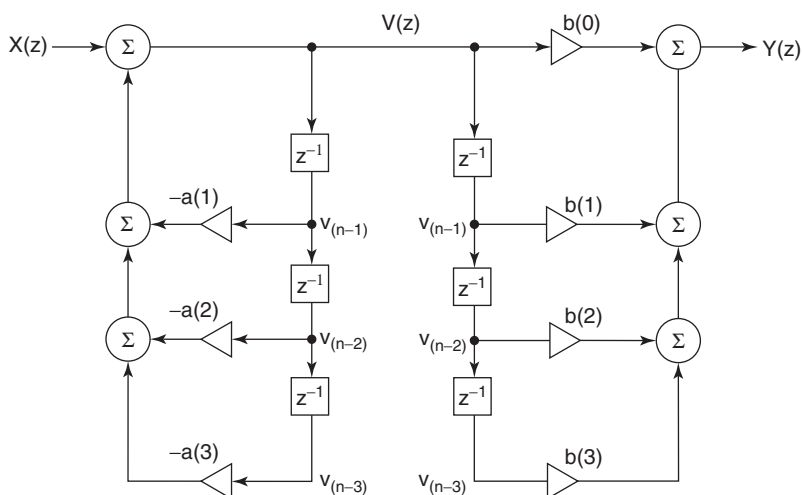 V(z) b(0)
X(z) Σ Σ Y(z)
z⁻¹ z⁻¹
−a(1) b(1)
Σ v₍ₙ₋₁₎ v₍ₙ₋₁₎ Σ
z⁻¹ z⁻¹
−a(2) b(2)
Σ v₍ₙ₋₂₎ v₍ₙ₋₂₎ Σ
z⁻¹ z⁻¹
−a(3) b(3)
v₍ₙ₋₃₎ v₍ₙ₋₃₎